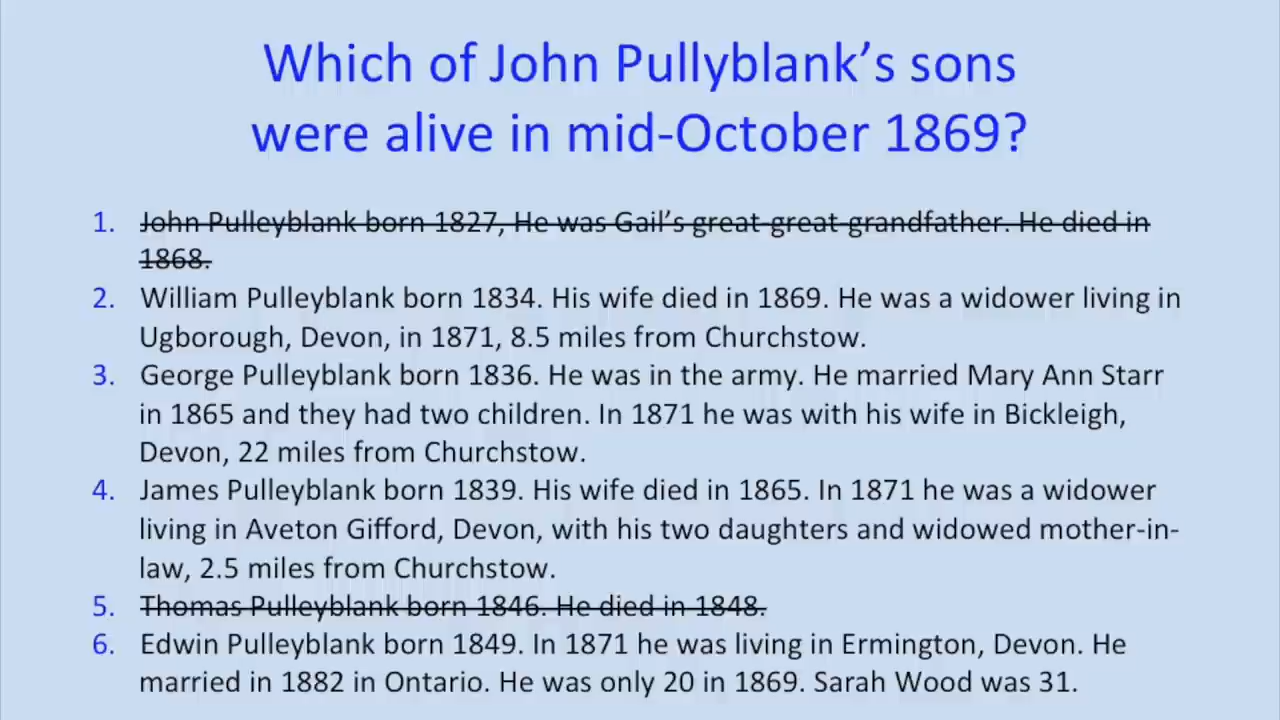 Which of John Pullyblank’s sons
were alive in mid-October 1869?
1. John Pulleyblank born 1827, He was Gail’s great-great-grandfather. He died in
1868.
2. William Pulleyblank born 1834. His wife died in 1869. He was a widower living in
Ugborough, Devon, in 1871, 8.5 miles from Churchstow.
3. George Pulleyblank born 1836. He was in the army. He married Mary Ann Starr
in 1865 and they had two children. In 1871 he was with his wife in Bickleigh,
Devon, 22 miles from Churchstow.
4. James Pulleyblank born 1839. His wife died in 1865. In 1871 he was a widower
living in Aveton Gifford, Devon, with his two daughters and widowed mother-in-
law, 2.5 miles from Churchstow.
5. Thomas Pulleyblank born 1846. He died in 1848.
6. Edwin Pulleyblank born 1849. In 1871 he was living in Ermington, Devon. He
married in 1882 in Ontario. He was only 20 in 1869. Sarah Wood was 31.